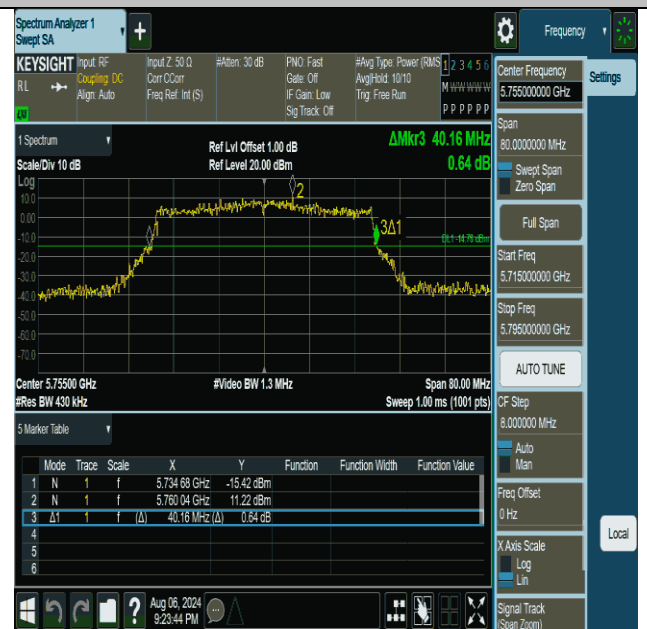 Spectrum Analyzer 1
Swept SA
+
Frequency
KEYSIGHT
RL
Input: RF
Coupling: DC
Align: Auto
Input Z: 50 Ω
Corr CCorr
Freq Ref: Int (S)
#Atten: 30 dB
PNO: Fast
Gate: Off
IF Gain: Low
Sig Track: Off
#Avg Type: Power (RMS
Avg|Hold: 10/10
Trig: Free Run
1 2 3 4 5 6
M W W W W W
P P P P P P
1 Spectrum
Scale/Div 10 dB
Ref Lvl Offset 1.00 dB
Ref Level 20.00 dBm
ΔMkr3 40.16 MHz
0.64 dB
Log
10.0
0.00
-10.0
-20.0
-30.0
-40.0
-50.0
-60.0
-70.0
2
3Δ1
DL1 -14.78 dBm
Center 5.75500 GHz
#Res BW 430 kHz
#Video BW 1.3 MHz
Span 80.00 MHz
Sweep 1.00 ms (1001 pts)
5 Marker Table
Mode Trace Scale X Y Function Function Width Function Value
1 N 1 f 5.734 68 GHz -15.42 dBm
2 N 1 f 5.760 04 GHz 11.22 dBm
3 Δ1 1 f (Δ) 40.16 MHz (Δ) 0.64 dB
4
5
6
Aug 06, 2024
9:23:44 PM
Settings
Center Frequency
5.755000000 GHz
Span
80.0000000 MHz
Swept Span
Zero Span
Full Span
Start Freq
5.715000000 GHz
Stop Freq
5.795000000 GHz
AUTO TUNE
CF Step
8.000000 MHz
Auto
Man
Freq Offset
0 Hz
X Axis Scale
Log
Lin
Signal Track
(Span Zoom)
Local